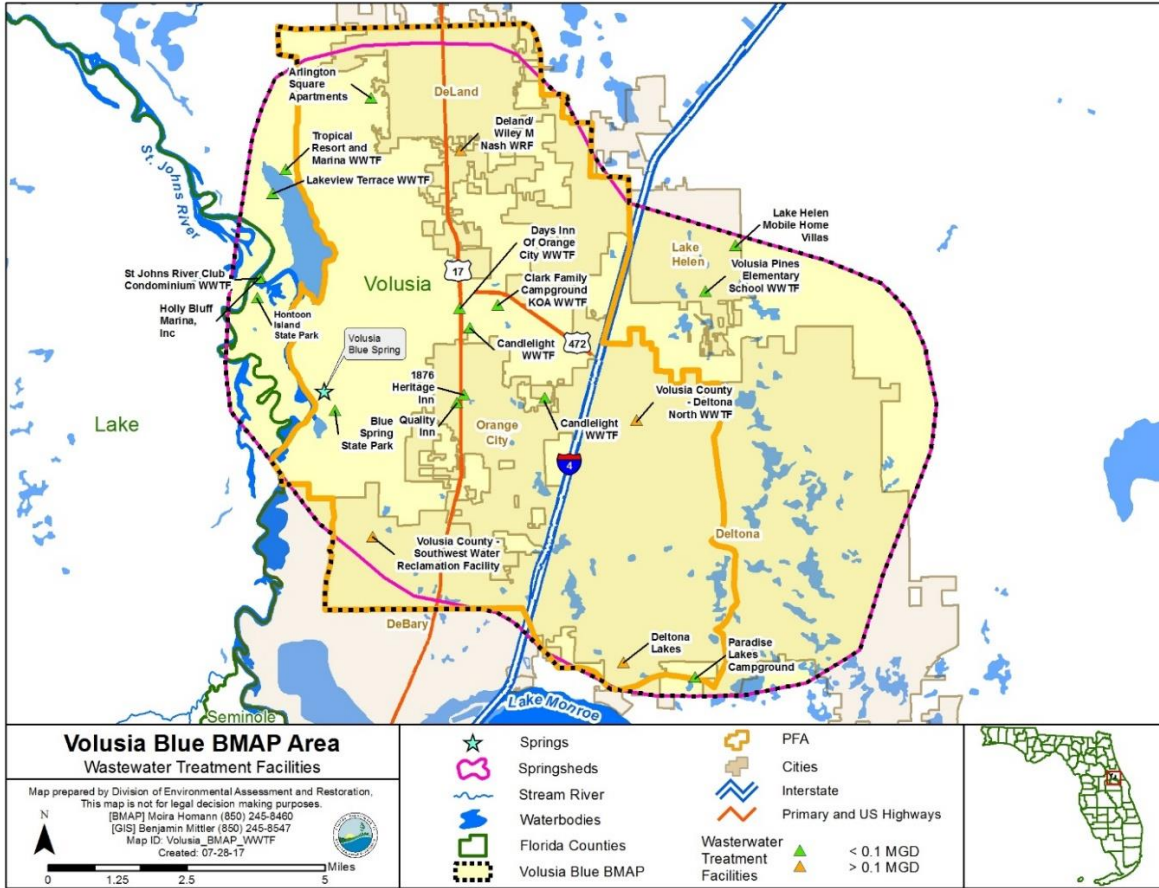 Arlington
Square
Apartments
DeLand
Deland/
Wiley M
Nash WRF
Tropical
Resort and
Marina WWTF
Lakeview Terrace WWTF
St. Johns River
Days Inn
Of Orange
City WWTF
Lake Helen
Mobile Home
Villas
Lake
Helen
Volusia Pines
Elementary
School WWTF
St Johns River Club
Condominium WWTF
17
Volusia
Clark Family
Campground
KOA WWTF
Holly Bluff
Marina,
Inc
Hontoon
Island
State Park
Volusia
Blue Spring
Candlelight
WWTF
472
1876
Heritage
Inn
Volusia County
- Deltona
North WWTF
Lake
Blue
Spring
State Park
Quality
Inn
Orange
City
Candlelight
WWTF
4
Volusia County -
Southwest Water
Reclamation Facility
Deltona
DeBary
Deltona
Lakes
Paradise
Lakes
Campground
Lake Monroe
Seminole
Volusia Blue BMAP Area
Wastewater Treatment Facilities
Map prepared by Division of Environmental Assessment and Restoration,
This map is not for legal decision making purposes.
[BMAP] Moira Homann (850) 245-8460
[GIS] Benjamin Mittler (850) 245-8547
Map ID: Volusia_BMAP_WWTF
Created: 07-28-17
N
Miles
0 1.25 2.5 5
Springs
Springsheds
Stream River
Waterbodies
Florida Counties
Volusia Blue BMAP
PFA
Cities
Interstate
Primary and US Highways
Wasterwater
Treatment
Facilities
< 0.1 MGD
> 0.1 MGD